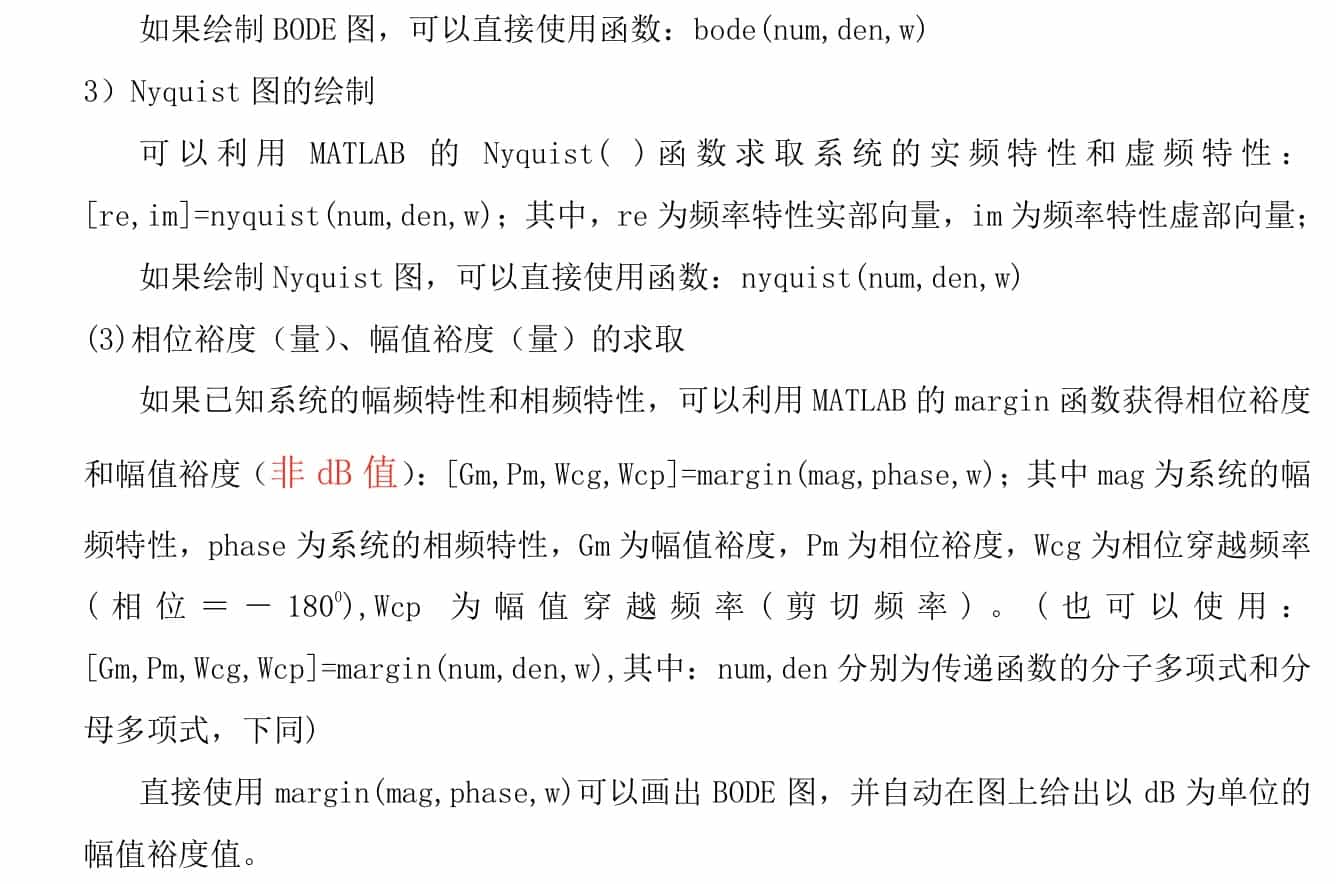 如果绘制 BODE 图，可以直接使用函数：bode(num,den,w)
3）Nyquist 图的绘制
可以利用 MATLAB 的 Nyquist( )函数求取系统的实频特性和虚频特性：
[re,im]=nyquist(num,den,w)；其中，re 为频率特性实部向量，im 为频率特性虚部向量；
如果绘制 Nyquist 图，可以直接使用函数：nyquist(num,den,w)
(3)相位裕度（量）、幅值裕度（量）的求取
如果已知系统的幅频特性和相频特性，可以利用 MATLAB 的 margin 函数获得相位裕度
和幅值裕度（非 dB 值）：[Gm,Pm,Wcg,Wcp]=margin(mag,phase,w)；其中 mag 为系统的幅
频特性，phase 为系统的相频特性，Gm 为幅值裕度，Pm 为相位裕度，Wcg 为相位穿越频率
(相位＝－180⁰),Wcp 为幅值穿越频率(剪切频率)。(也可以使用：
[Gm,Pm,Wcg,Wcp]=margin(num,den,w),其中：num,den 分别为传递函数的分子多项式和分
母多项式，下同)
直接使用 margin(mag,phase,w)可以画出 BODE 图，并自动在图上给出以 dB 为单位的
幅值裕度值。